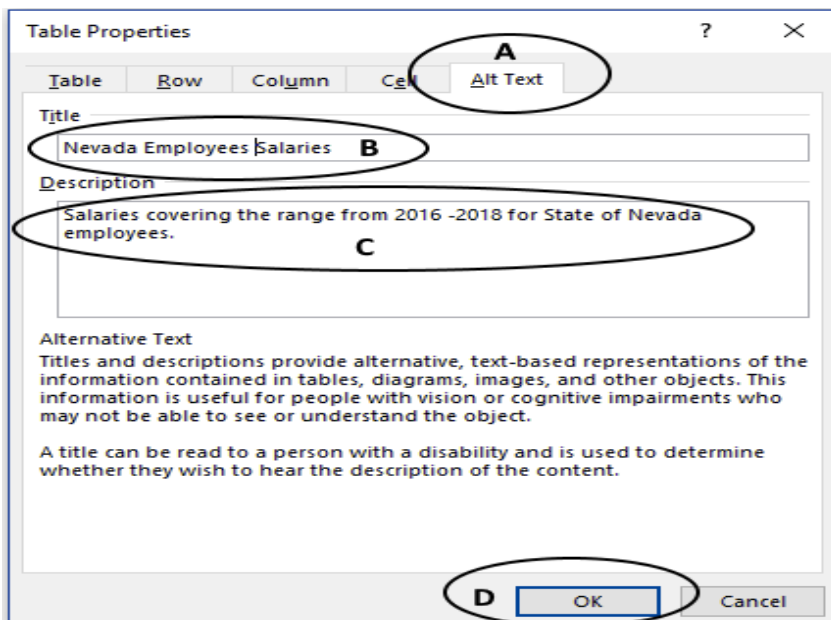 Table Properties ? ×
A
Table Row Column Cell Alt Text
Title
Nevada Employees Salaries B
Description
Salaries covering the range from 2016 -2018 for State of Nevada
employees.
C
Alternative Text
Titles and descriptions provide alternative, text-based representations of the
information contained in tables, diagrams, images, and other objects. This
information is useful for people with vision or cognitive impairments who
may not be able to see or understand the object.
A title can be read to a person with a disability and is used to determine
whether they wish to hear the description of the content.
D OK Cancel